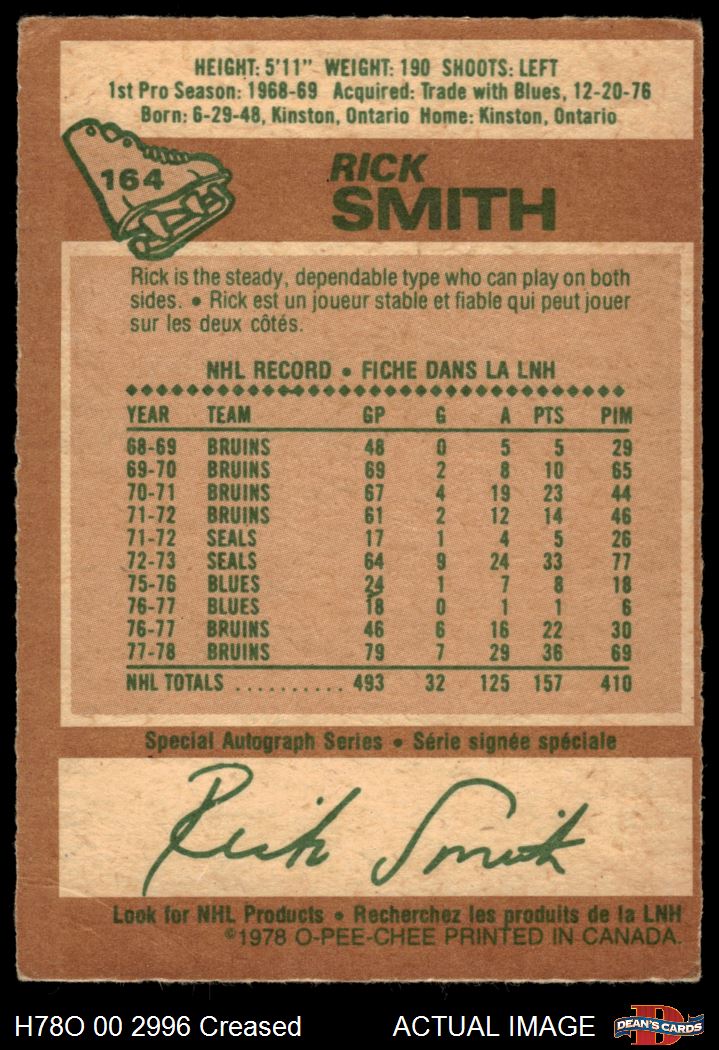 HEIGHT: 5'11" WEIGHT: 190 SHOOTS: LEFT
1st Pro Season: 1968-69 Acquired: Trade with Blues, 12-20-76
Born: 6-29-48, Kinston, Ontario Home: Kinston, Ontario
164
RICK
SMITH
Rick is the steady, dependable type who can play on both
sides. • Rick est un joueur stable et fiable qui peut jouer
sur les deux côtés.
NHL RECORD • FICHE DANS LA LNH
YEAR TEAM GP G A PTS PIM
68-69 BRUINS 48 0 5 5 29
69-70 BRUINS 69 2 8 10 65
70-71 BRUINS 67 4 19 23 44
71-72 BRUINS 61 2 12 14 46
71-72 SEALS 17 1 4 5 26
72-73 SEALS 64 9 24 33 77
75-76 BLUES 24 1 7 8 18
76-77 BLUES 18 0 1 1 6
76-77 BRUINS 46 6 16 22 30
77-78 BRUINS 79 7 29 36 69
NHL TOTALS .......... 493 32 125 157 410
Special Autograph Series • Série signée spéciale
Rick Smith
Look for NHL Products • Recherchez les produits de la LNH
©1978 O-PEE-CHEE PRINTED IN CANADA.
H78O 00 2996 Creased ACTUAL IMAGE D DEAN'S CARDS